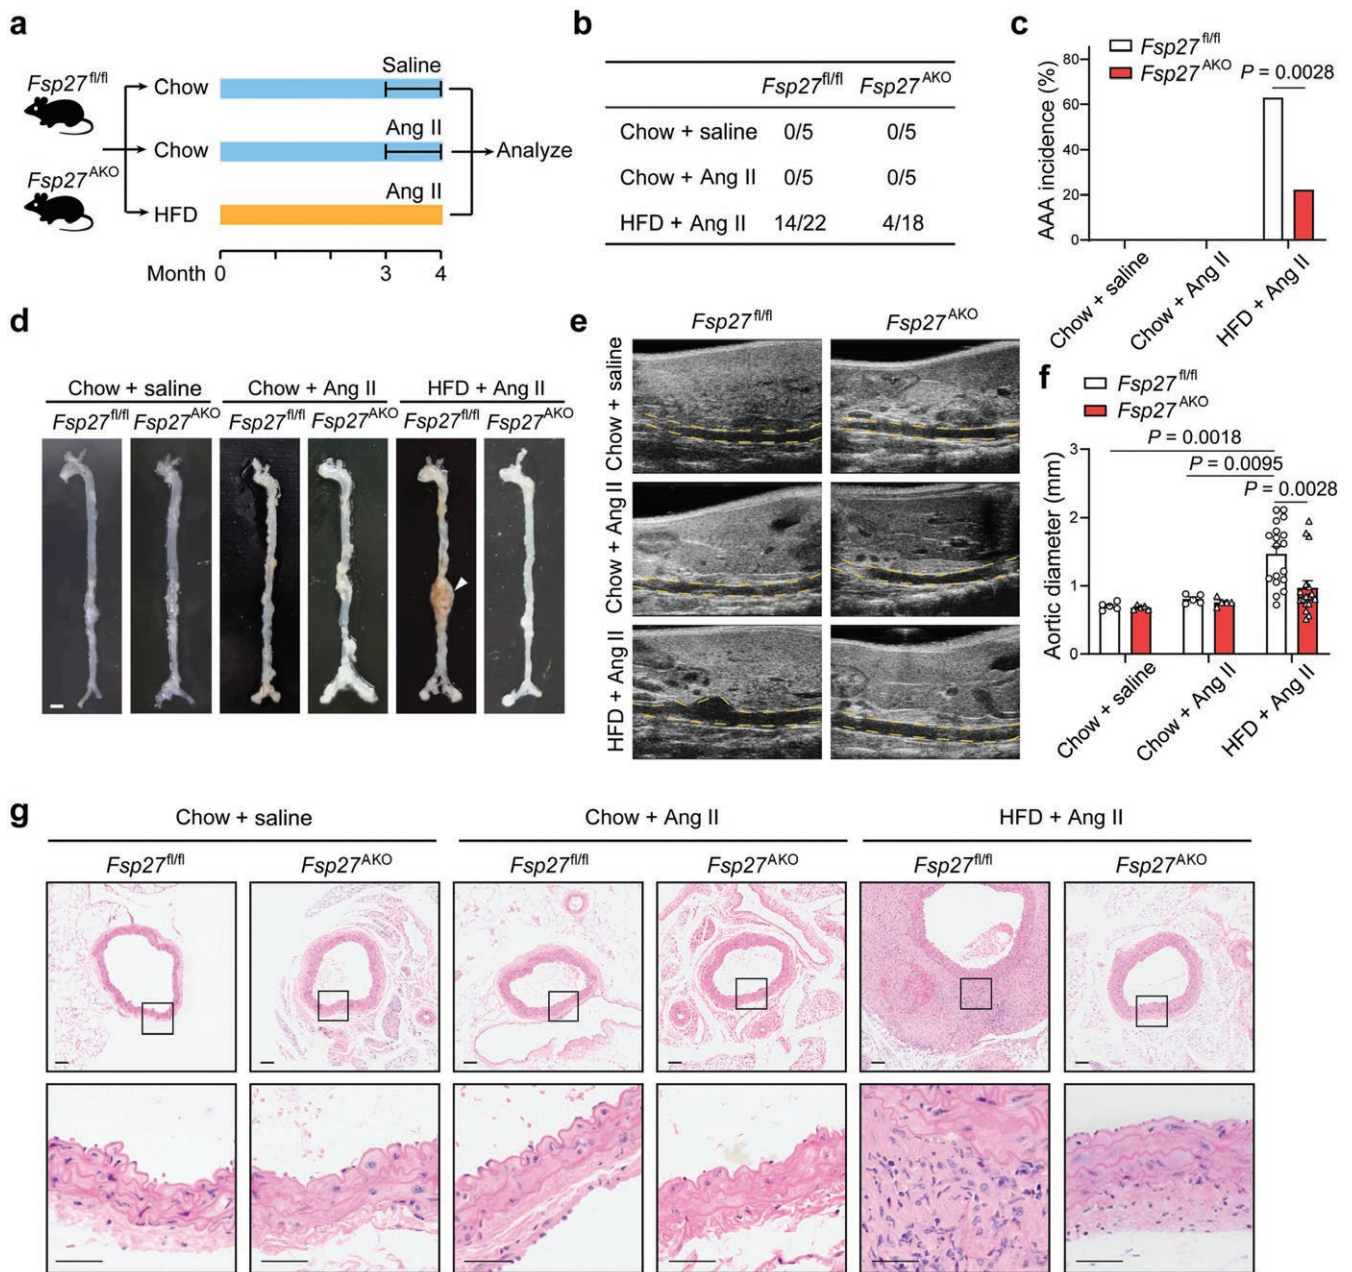 a
Fsp27fl/fl
Fsp27AKO
Chow
Chow
HFD
Saline
Ang II
Ang II
Analyze
Month 0 3 4
b
Fsp27fl/fl Fsp27AKO
Chow + saline 0/5 0/5
Chow + Ang II 0/5 0/5
HFD + Ang II 14/22 4/18
c
Fsp27fl/fl
Fsp27AKO
P = 0.0028
AAA incidence (%)
80
60
40
20
0
Chow + saline
Chow + Ang II
HFD + Ang II
d
Chow + saline Chow + Ang II HFD + Ang II
Fsp27fl/fl Fsp27AKO Fsp27fl/fl Fsp27AKO Fsp27fl/fl Fsp27AKO
e
Fsp27fl/fl Fsp27AKO
Chow + saline
Chow + Ang II
HFD + Ang II
f
Fsp27fl/fl
Fsp27AKO
P = 0.0018
P = 0.0095
P = 0.0028
Aortic diameter (mm)
3
2
1
0
Chow + saline
Chow + Ang II
HFD + Ang II
g
Chow + saline Chow + Ang II HFD + Ang II
Fsp27fl/fl Fsp27AKO Fsp27fl/fl Fsp27AKO Fsp27fl/fl Fsp27AKO